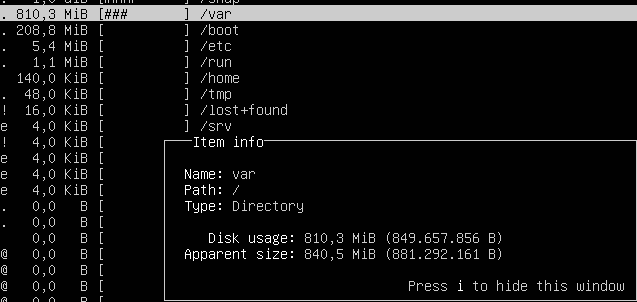 . 810,3 MiB [###       ] /var
. 208,8 MiB [          ] /boot
.   5,4 MiB [          ] /etc
.   1,1 MiB [          ] /run
  140,0 KiB [          ] /home
.  48,0 KiB [          ] /tmp
!  16,0 KiB [          ] /lost+found
e   4,0 KiB [          ] /srv
!   4,0 KiB [
e   4,0 KiB [
e   4,0 KiB [
e   4,0 KiB [
.   0,0   B [
.   0,0   B [
    0,0   B [
@   0,0   B [
@   0,0   B [
@   0,0   B [
Item info
Name: var
Path: /
Type: Directory
Disk usage: 810,3 MiB (849.657.856 B)
Apparent size: 840,5 MiB (881.292.161 B)
Press i to hide this window